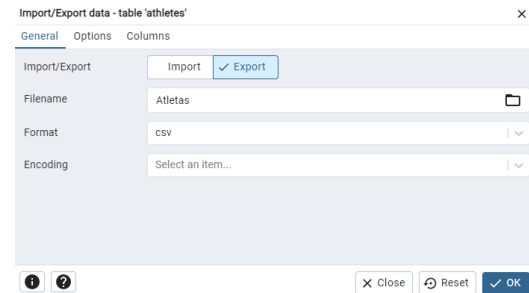 Import/Export data - table 'athletes'
General Options Columns
Import/Export Import Export
Filename Atletas
Format csv
Encoding Select an item...
Close Reset OK